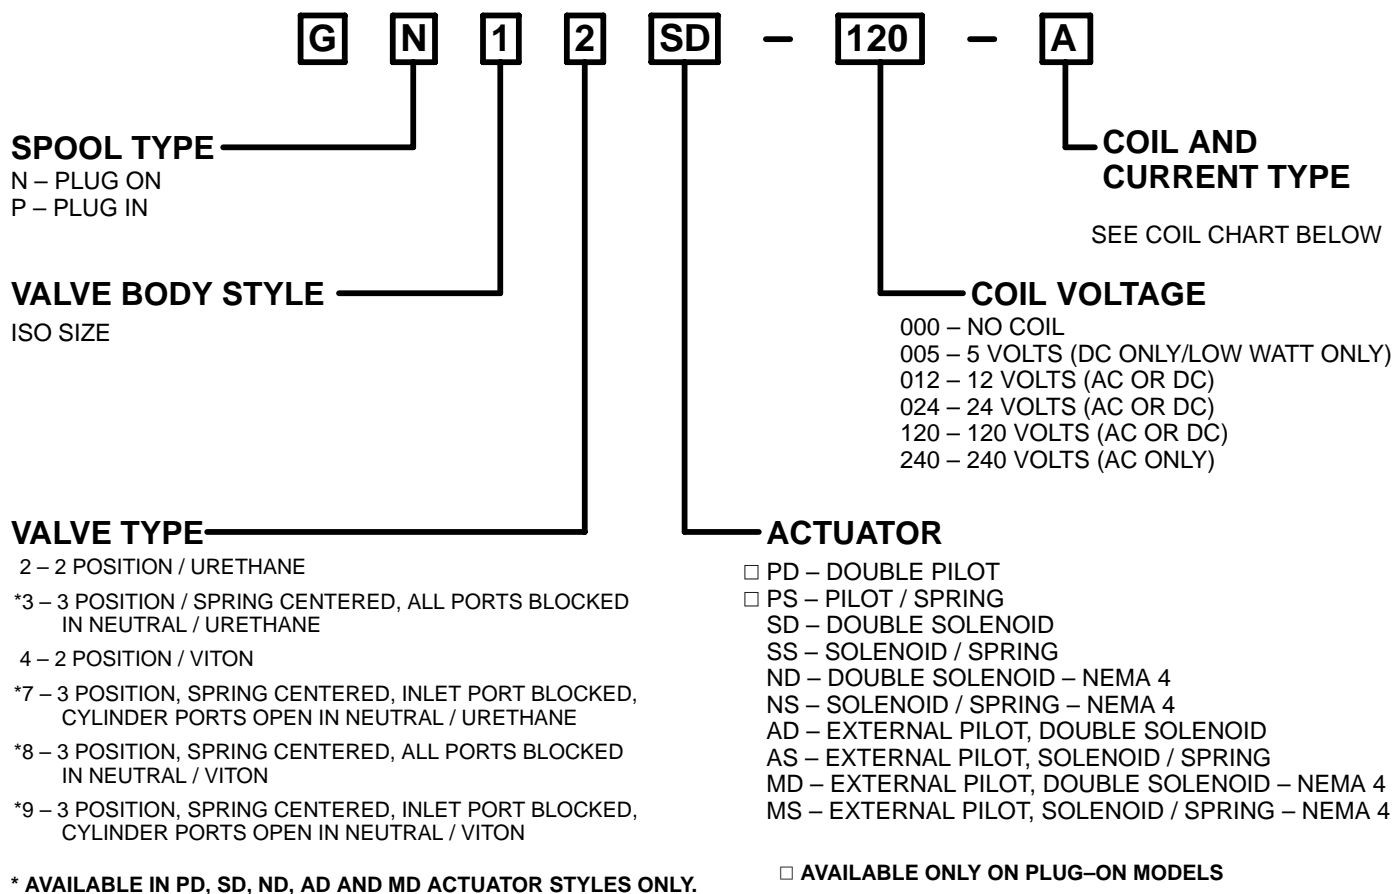 G N 1 2 SD – 120 – A
SPOOL TYPE
N – PLUG ON
P – PLUG IN
COIL AND
CURRENT TYPE
SEE COIL CHART BELOW
VALVE BODY STYLE
ISO SIZE
COIL VOLTAGE
000 – NO COIL
005 – 5 VOLTS (DC ONLY/LOW WATT ONLY)
012 – 12 VOLTS (AC OR DC)
024 – 24 VOLTS (AC OR DC)
120 – 120 VOLTS (AC OR DC)
240 – 240 VOLTS (AC ONLY)
VALVE TYPE
2 – 2 POSITION / URETHANE
*3 – 3 POSITION / SPRING CENTERED, ALL PORTS BLOCKED
IN NEUTRAL / URETHANE
4 – 2 POSITION / VITON
*7 – 3 POSITION, SPRING CENTERED, INLET PORT BLOCKED,
CYLINDER PORTS OPEN IN NEUTRAL / URETHANE
*8 – 3 POSITION, SPRING CENTERED, ALL PORTS BLOCKED
IN NEUTRAL / VITON
*9 – 3 POSITION, SPRING CENTERED, INLET PORT BLOCKED,
CYLINDER PORTS OPEN IN NEUTRAL / VITON
* AVAILABLE IN PD, SD, ND, AD AND MD ACTUATOR STYLES ONLY.
ACTUATOR
□ PD – DOUBLE PILOT
□ PS – PILOT / SPRING
SD – DOUBLE SOLENOID
SS – SOLENOID / SPRING
ND – DOUBLE SOLENOID – NEMA 4
NS – SOLENOID / SPRING – NEMA 4
AD – EXTERNAL PILOT, DOUBLE SOLENOID
AS – EXTERNAL PILOT, SOLENOID / SPRING
MD – EXTERNAL PILOT, DOUBLE SOLENOID – NEMA 4
MS – EXTERNAL PILOT, SOLENOID / SPRING – NEMA 4
□ AVAILABLE ONLY ON PLUG–ON MODELS